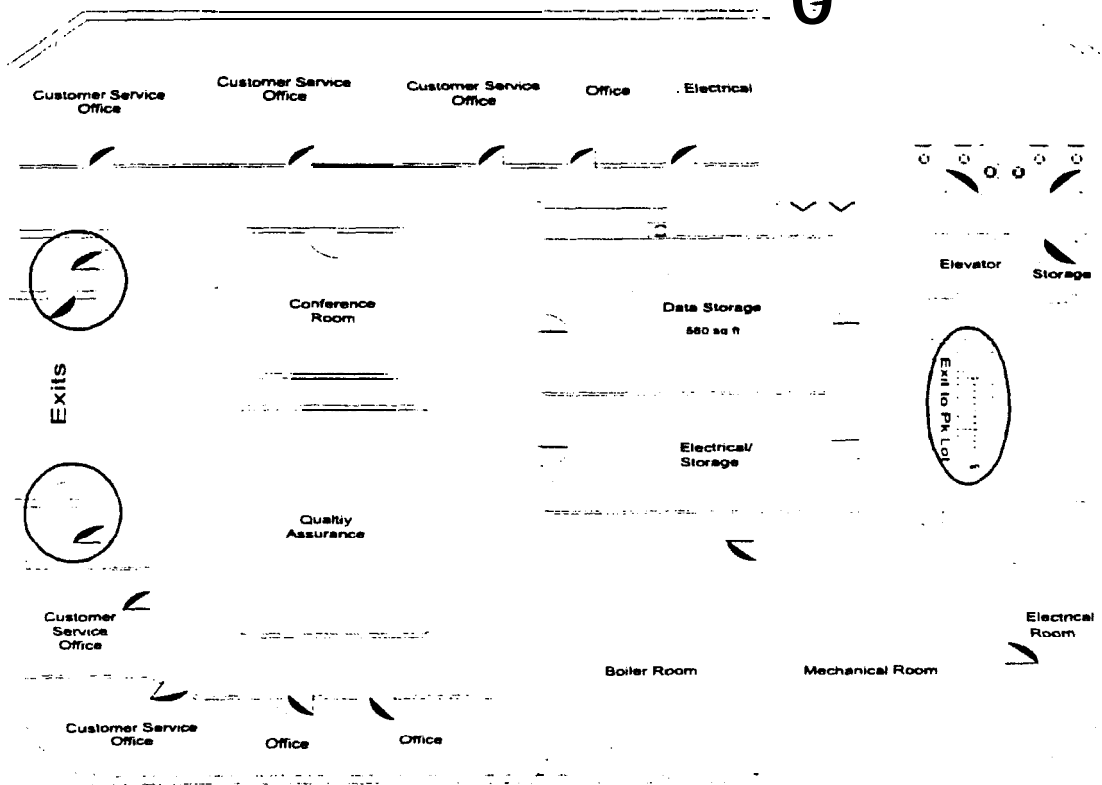 Customer Service
Office
Customer Service
Office
Customer Service
Office
Office
Electrical
Conference
Room
Data Storage
560 sq ft
Elevator
Storage
Exits
Exit to Pk Lot
Electrical/
Storage
Qualtiy
Assurance
Customer
Service
Office
Electrical
Room
Boiler Room
Mechanical Room
Customer Service
Office
Office
Office